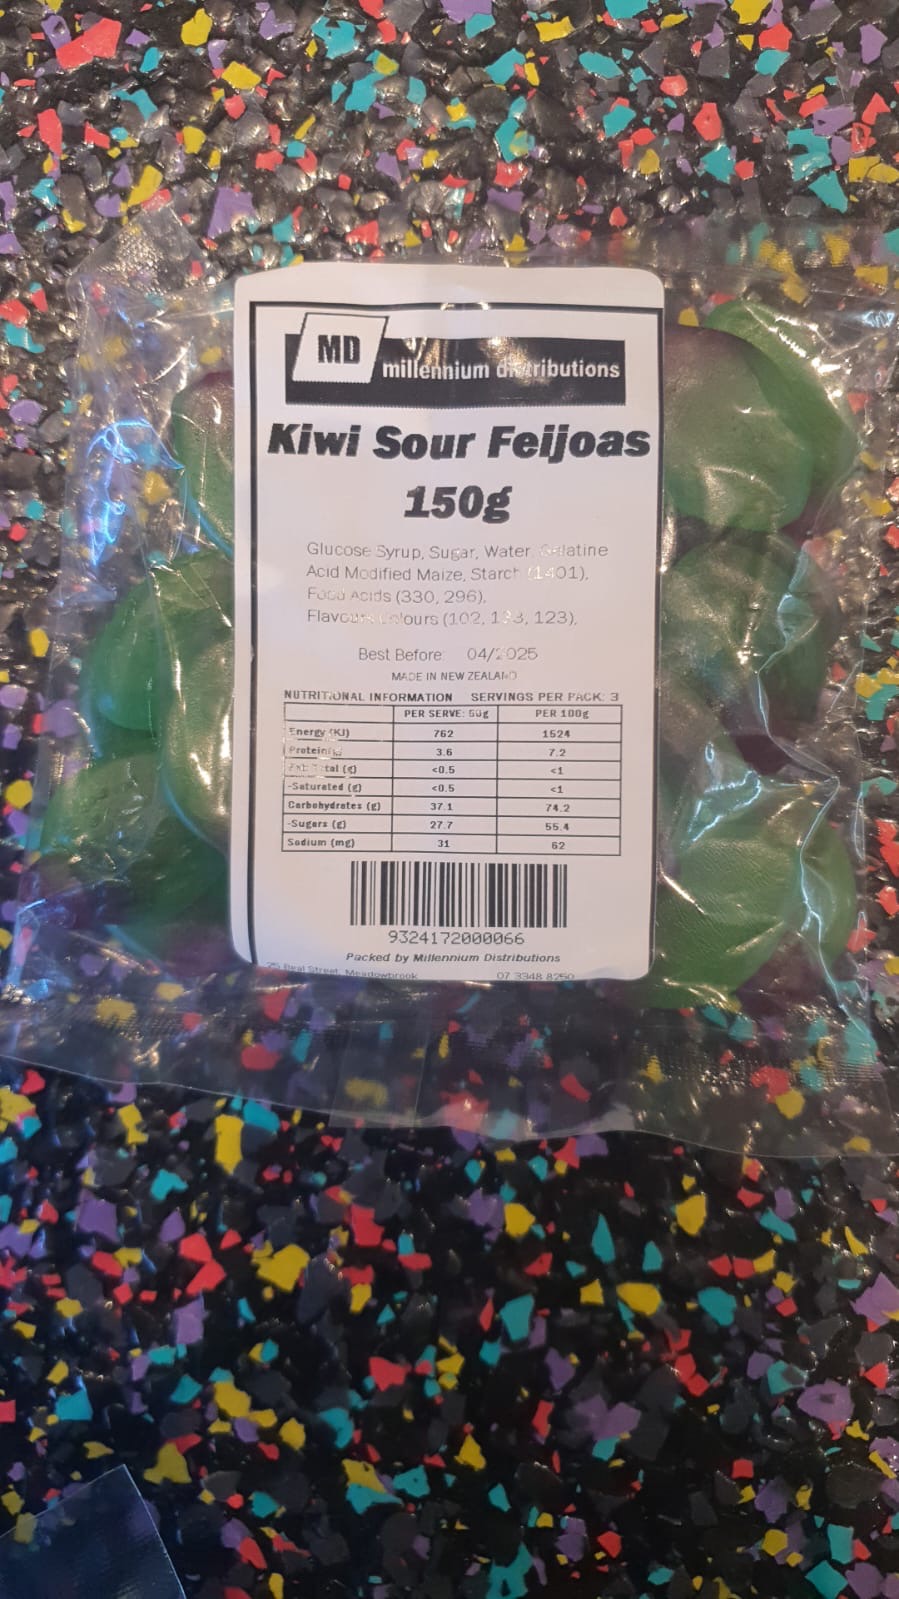 MD
millennium distributions
Kiwi Sour Feijoas
150g
Glucose Syrup, Sugar, Water, Gelatine
Acid Modified Maize, Starch (1401),
Food Acids (330, 296),
Flavours, Colours (102, 133, 123),
Best Before: 04/2025
MADE IN NEW ZEALAND
NUTRITIONAL INFORMATION SERVINGS PER PACK: 3
PER SERVE: 50g PER 100g
Energy (KJ) 762 1524
Protein 3.6 7.2
Fat Total (g) <0.5 <1
-Saturated (g) <0.5 <1
Carbohydrates (g) 37.1 74.2
-Sugars (g) 27.7 55.4
Sodium (mg) 31 62
9324172000066
Packed by Millennium Distributions
Street, Meadowbrook 07 3348 8250